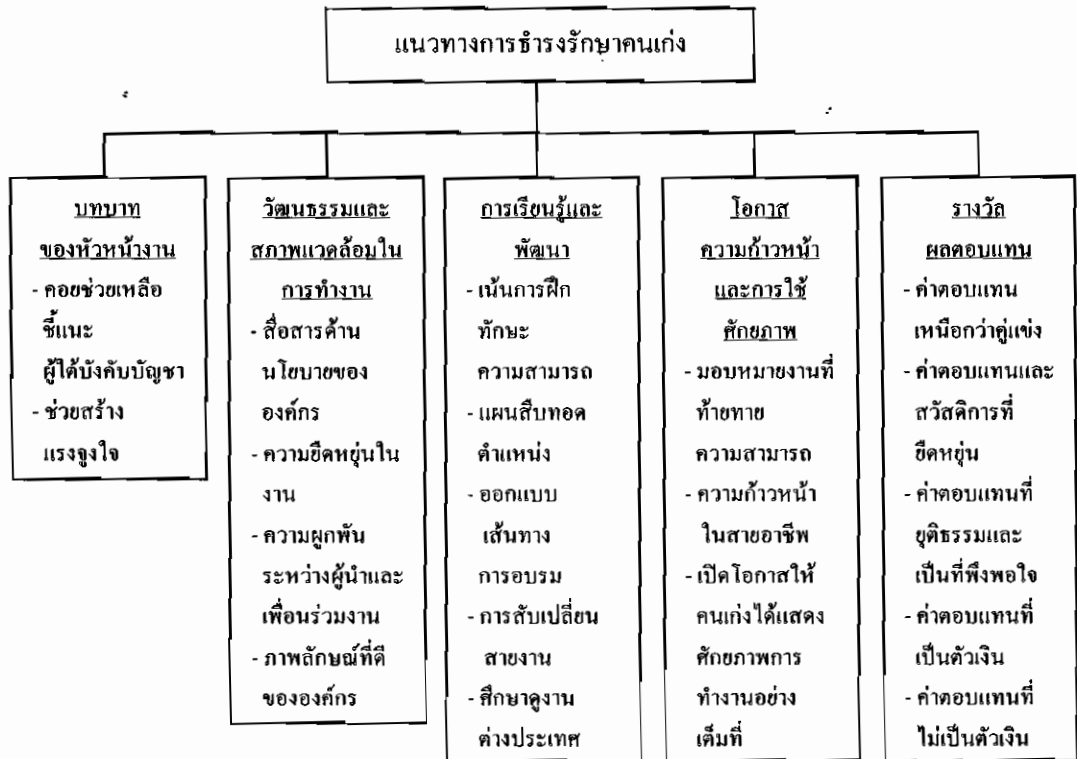 แนวทางการธำรงรักษาคนเก่ง
บทบาท
ของหัวหน้างาน
- คอยช่วยเหลือ
ชี้แนะ
ผู้ใต้บังคับบัญชา
- ช่วยสร้าง
แรงจูงใจ
วัฒนธรรมและ
สภาพแวดล้อมใน
การทำงาน
- สื่อสารด้าน
นโยบายของ
องค์กร
- ความยืดหยุ่นใน
งาน
- ความผูกพัน
ระหว่างผู้นำและ
เพื่อนร่วมงาน
- ภาพลักษณ์ที่ดี
ขององค์กร
การเรียนรู้และ
พัฒนา
- เน้นการฝึก
ทักษะ
ความสามารถ
- แผนสืบทอด
ตำแหน่ง
- ออกแบบ
เส้นทาง
การอบรม
- การสับเปลี่ยน
สายงาน
- ศึกษาดูงาน
ต่างประเทศ
โอกาส
ความก้าวหน้า
และการใช้
ศักยภาพ
- มอบหมายงานที่
ท้ายทาย
ความสามารถ
- ความก้าวหน้า
ในสายอาชีพ
- เปิดโอกาสให้
คนเก่งได้แสดง
ศักยภาพการ
ทำงานอย่าง
เต็มที่
รางวัล
ผลตอบแทน
- ค่าตอบแทน
เหนือกว่าคู่แข่ง
- ค่าตอบแทนและ
สวัสดิการที่
ยืดหยุ่น
- ค่าตอบแทนที่
ยุติธรรมและ
เป็นที่พึงพอใจ
- ค่าตอบแทนที่
เป็นตัวเงิน
- ค่าตอบแทนที่
ไม่เป็นตัวเงิน